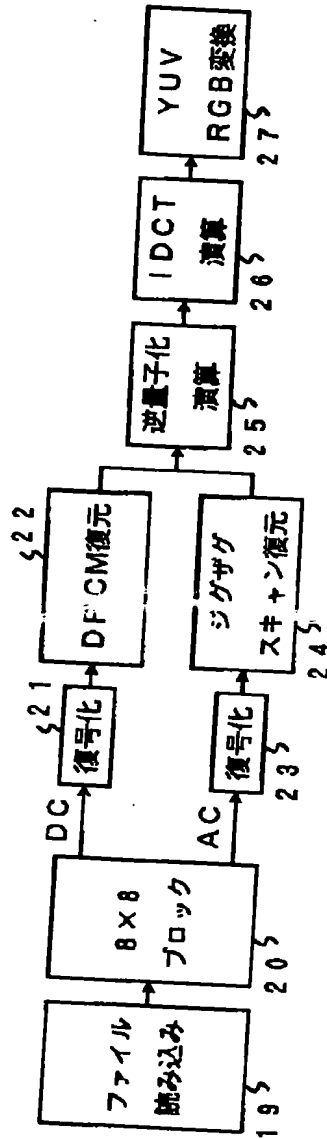 ファイル
読み込み
19
8×8
ブロック
20
DC
復号化
21
DPCM復元
22
AC
復号化
23
ジグザグ
スキャン復元
24
逆量子化
演算
25
IDCT
演算
26
YUV
RGB変換
27